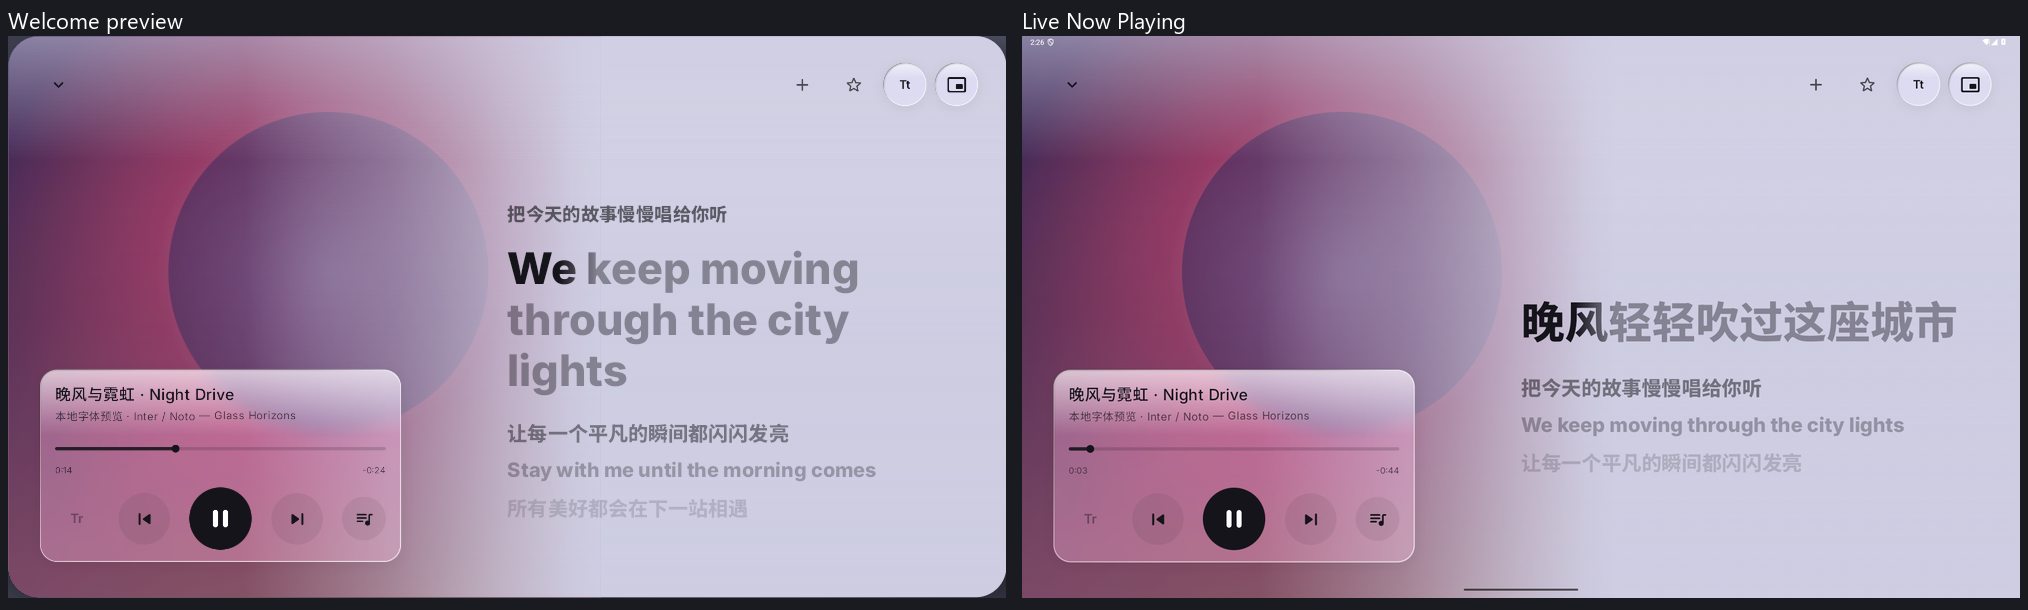 Welcome preview
Tt
把今天的故事慢慢唱给你听
We keep moving
through the city
lights
让每一个平凡的瞬间都闪闪发亮
Stay with me until the morning comes
所有美好都会在下一站相遇
晚风与霓虹 · Night Drive
本地字体预览 · Inter / Noto — Glass Horizons
0:14
-0:24
Tr
Live Now Playing
2:26
Tt
晚风轻轻吹过这座城市
把今天的故事慢慢唱给你听
We keep moving through the city lights
让每一个平凡的瞬间都闪闪发亮
晚风与霓虹 · Night Drive
本地字体预览 · Inter / Noto — Glass Horizons
0:03
-0:44
Tr